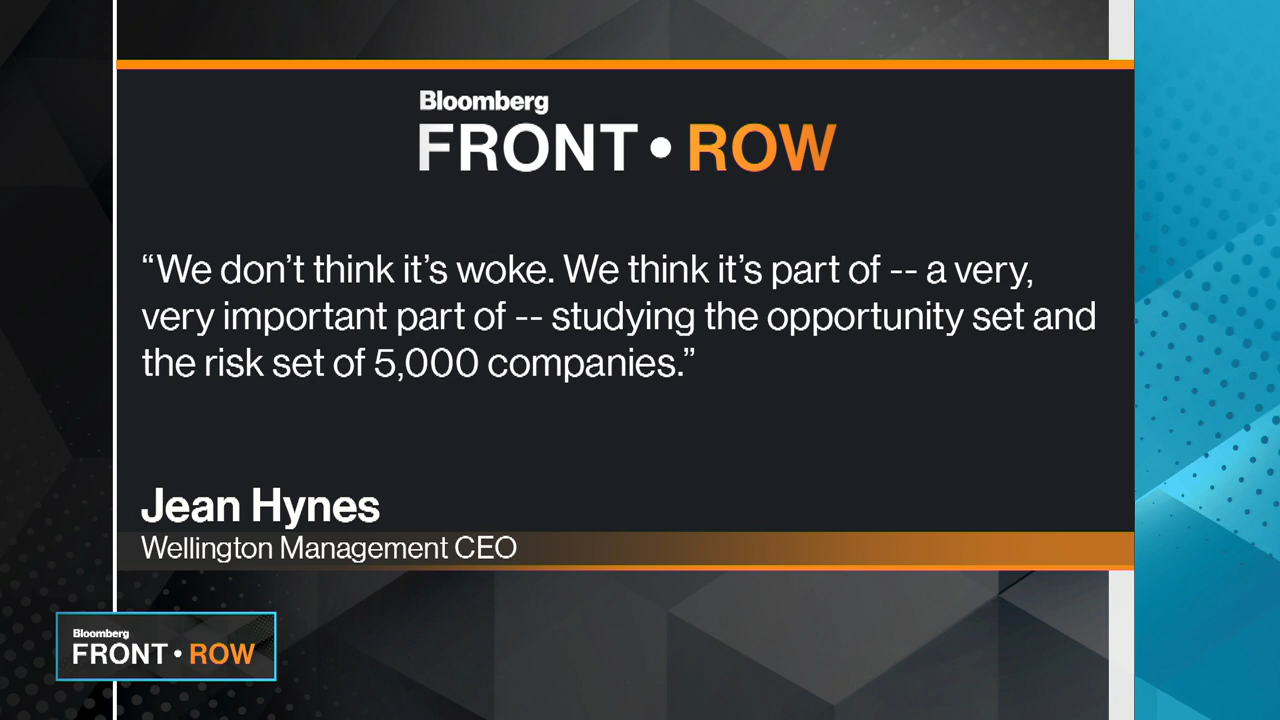 Bloomberg
FRONT • ROW
“We don’t think it’s woke. We think it’s part of -- a very,
very important part of -- studying the opportunity set and
the risk set of 5,000 companies.”
Jean Hynes
Wellington Management CEO
Bloomberg
FRONT • ROW